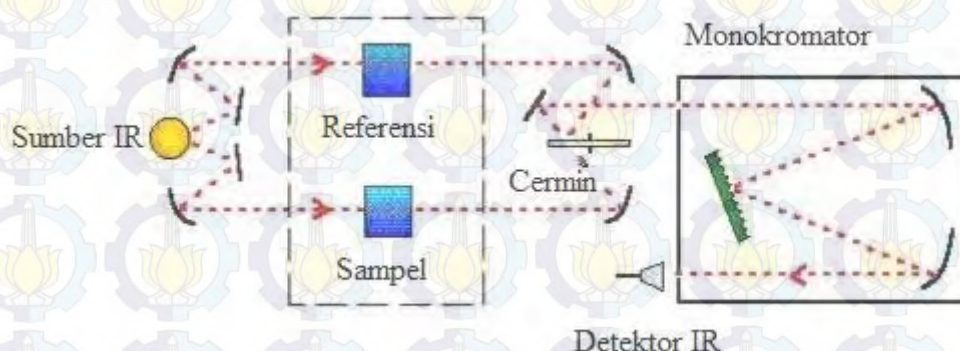 Monokromator
Sumber IR
Referensi
Cermin
Sampel
Detektor IR